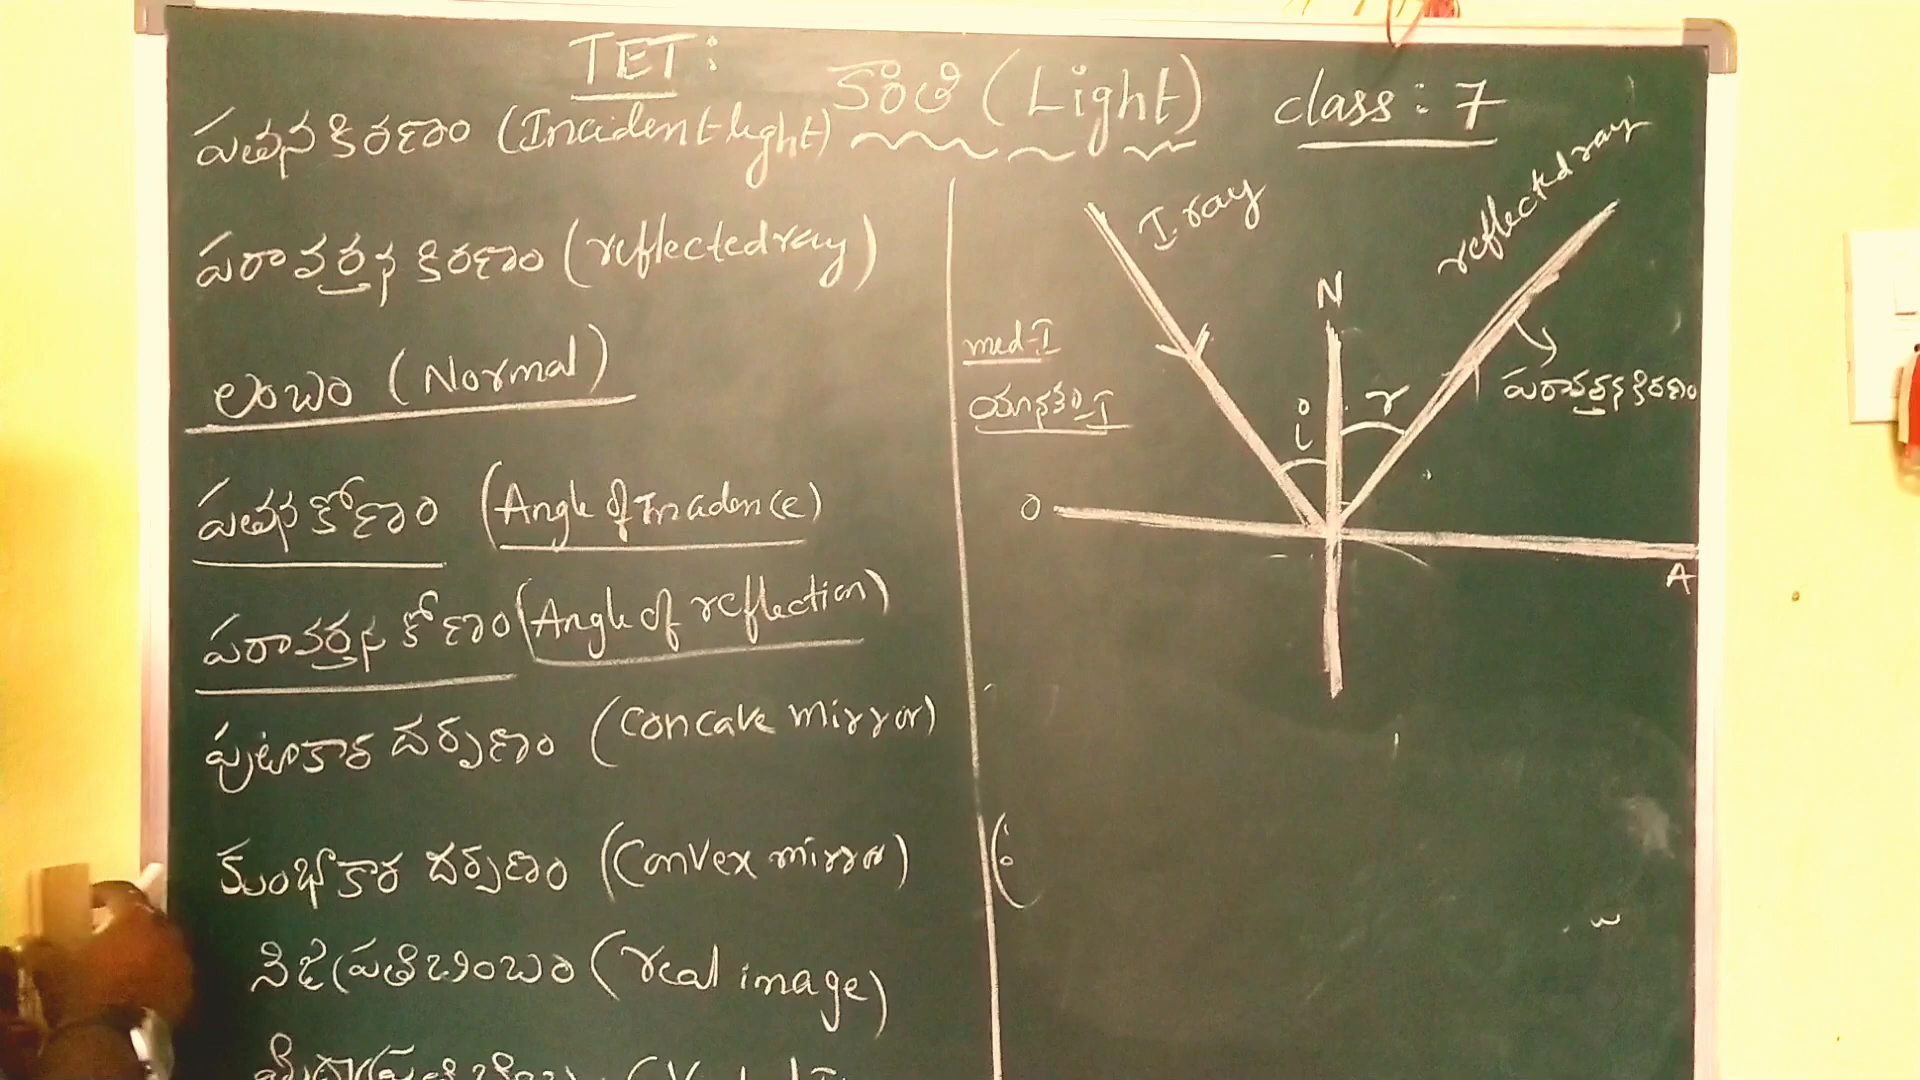 TET:
కాంతి (Light) class: 7
పతన కిరణం (Incident light)
పరావర్తన కిరణం (reflected ray)
లంబం (Normal)
పతన కోణం (Angle of Incidence)
పరావర్తన కోణం (Angle of reflection)
పుటాకార దర్పణం (concave mirror)
కుంభాకార దర్పణం (Convex mirror)
నిజ ప్రతిబింబం (real image)
I. ray
reflected ray
N
med-I
యానకం-I
i
r
పరావర్తన కిరణం
O
A